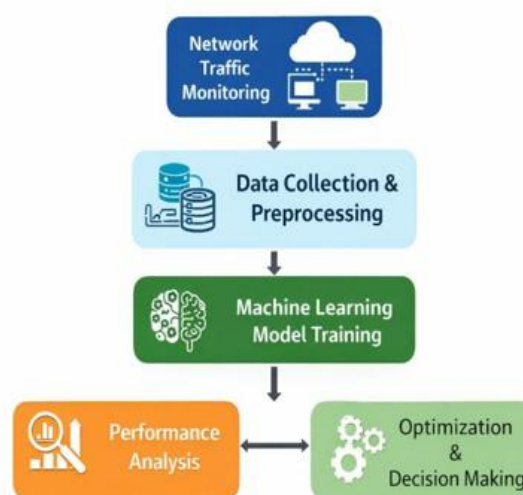 Network
Traffic
Monitoring
Data Collection &
Preprocessing
Machine Learning
Model Training
Performance
Analysis
Optimization
&
Decision Making